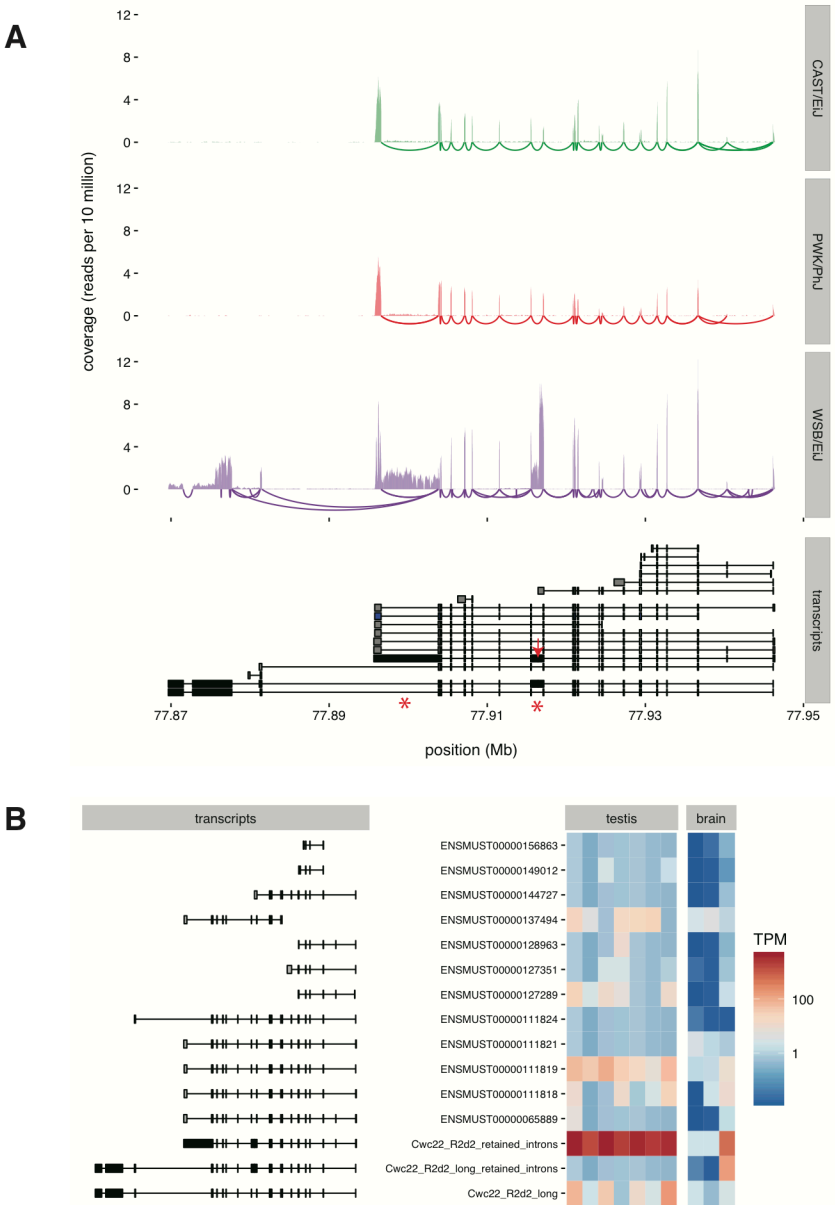 A
12
8
4
0
CAST/EiJ
12
8
4
0
PWK/PhJ
12
8
4
0
WSB/EiJ
coverage (reads per 10 million)
transcripts
*
*
77.87
77.89
77.91
77.93
77.95
position (Mb)
B
transcripts
testis
brain
ENSMUST00000156863
ENSMUST00000149012
ENSMUST00000144727
ENSMUST00000137494
ENSMUST00000128963
ENSMUST00000127351
ENSMUST00000127289
ENSMUST00000111824
ENSMUST00000111821
ENSMUST00000111819
ENSMUST00000111818
ENSMUST00000065889
Cwc22_R2d2_retained_introns
Cwc22_R2d2_long_retained_introns
Cwc22_R2d2_long
TPM
100
1